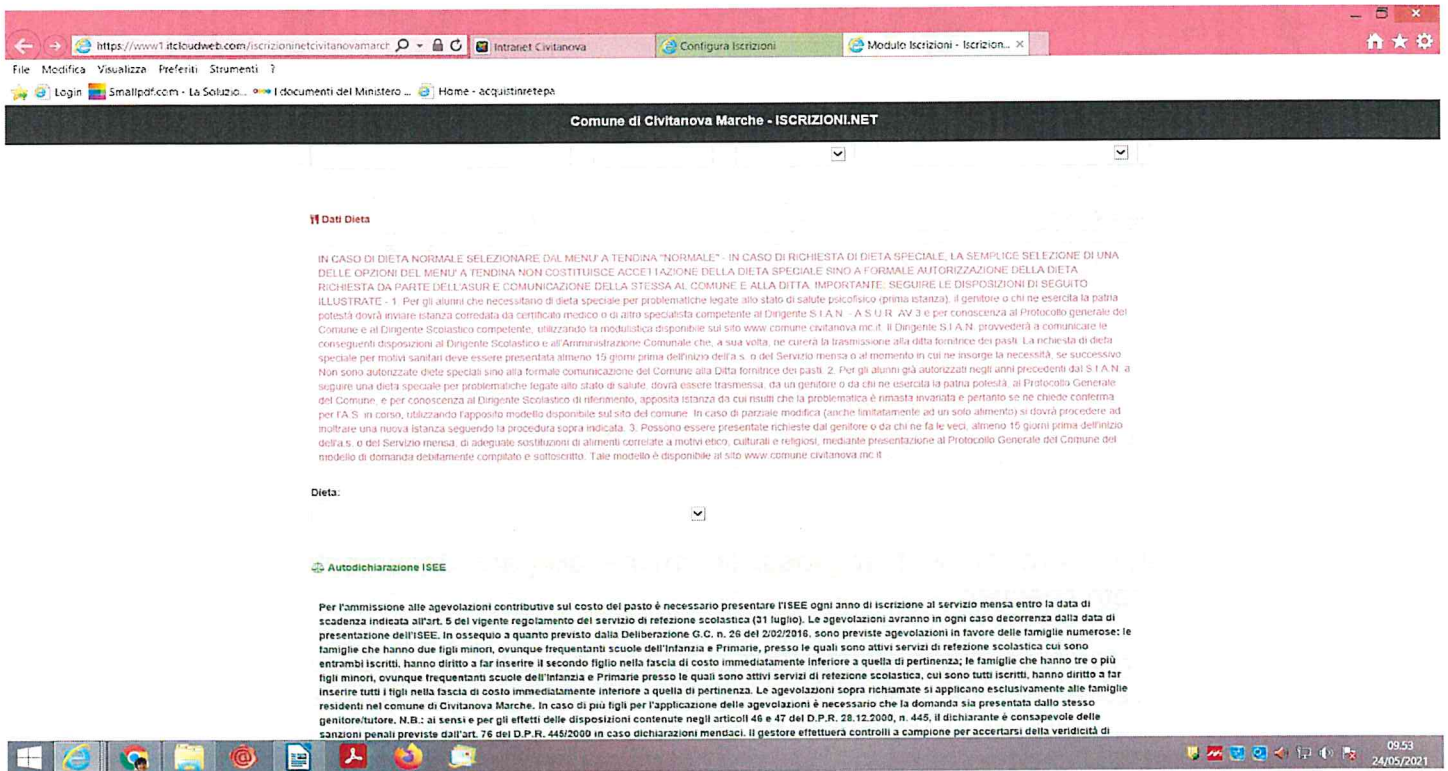 https://www1.itcloudweb.com/iscrizioninetcivitanovamarch
Intranet Civitanova
Configura Iscrizioni
Modulo Iscrizioni - Iscrizion...
File Modifica Visualizza Preferiti Strumenti ?
Login Smallpdf.com - La Soluzio... I documenti del Ministero ... Home - acquistinretepa
Comune di Civitanova Marche - ISCRIZIONI.NET
Dati Dieta
IN CASO DI DIETA NORMALE SELEZIONARE DAL MENU' A TENDINA "NORMALE" - IN CASO DI RICHIESTA DI DIETA SPECIALE, LA SEMPLICE SELEZIONE DI UNA
DELLE OPZIONI DEL MENU' A TENDINA NON COSTITUISCE ACCETTAZIONE DELLA DIETA SPECIALE SINO A FORMALE AUTORIZZAZIONE DELLA DIETA
RICHIESTA DA PARTE DELL'ASUR E COMUNICAZIONE DELLA STESSA AL COMUNE E ALLA DITTA. IMPORTANTE: SEGUIRE LE DISPOSIZIONI DI SEGUITO
ILLUSTRATE - 1. Per gli alunni che necessitano di dieta speciale per problematiche legate allo stato di salute psicofisico (prima istanza), il genitore o chi ne esercita la patria
potestà dovrà inviare istanza corredata da certificato medico o di altro specialista competente al Dirigente S.I.A.N. - A.S.U.R. AV 3 e per conoscenza al Protocollo generale del
Comune e al Dirigente Scolastico competente, utilizzando la modulistica disponibile sul sito www.comune.civitanova.mc.it. Il Dirigente S.I.A.N. provvederà a comunicare le
conseguenti disposizioni al Dirigente Scolastico e all'Amministrazione Comunale che, a sua volta, ne curerà la trasmissione alla ditta fornitrice dei pasti. La richiesta di dieta
speciale per motivi sanitari deve essere presentata almeno 15 giorni prima dell'inizio dell'a.s. o del Servizio mensa o al momento in cui ne insorge la necessità, se successivo.
Non sono autorizzate diete speciali sino alla formale comunicazione del Comune alla Ditta fornitrice dei pasti. 2. Per gli alunni già autorizzati negli anni precedenti dal S.I.A.N. a
seguire una dieta speciale per problematiche legate allo stato di salute, dovrà essere trasmessa, da un genitore o da chi ne esercita la patria potestà, al Protocollo Generale
del Comune, e per conoscenza al Dirigente Scolastico di riferimento, apposita istanza da cui risulti che la problematica è rimasta invariata e pertanto se ne chiede conferma
per l'A.S. in corso, utilizzando l'apposito modello disponibile sul sito del comune. In caso di parziale modifica (anche limitatamente ad un solo alimento) si dovrà procedere ad
inoltrare una nuova istanza seguendo la procedura sopra indicata. 3. Possono essere presentate richieste dal genitore o da chi ne fa le veci, almeno 15 giorni prima dell'inizio
dell'a.s. o del Servizio mensa, di adeguate sostituzioni di alimenti correlate a motivi etico, culturali e religiosi, mediante presentazione al Protocollo Generale del Comune del
modello di domanda debitamente compilato e sottoscritto. Tale modello è disponibile al sito www.comune.civitanova.mc.it
Dieta:
Autodichiarazione ISEE
Per l'ammissione alle agevolazioni contributive sul costo del pasto è necessario presentare l'ISEE ogni anno di iscrizione al servizio mensa entro la data di
scadenza indicata all'art. 5 del vigente regolamento del servizio di refezione scolastica (31 luglio). Le agevolazioni avranno in ogni caso decorrenza dalla data di
presentazione dell'ISEE. In ossequio a quanto previsto dalla Deliberazione G.C. n. 26 del 2/02/2016, sono previste agevolazioni in favore delle famiglie numerose: le
famiglie che hanno due figli minori, ovunque frequentanti scuole dell'Infanzia e Primarie, presso le quali sono attivi servizi di refezione scolastica cui sono
entrambi iscritti, hanno diritto a far inserire il secondo figlio nella fascia di costo immediatamente inferiore a quella di pertinenza; le famiglie che hanno tre o più
figli minori, ovunque frequentanti scuole dell'Infanzia e Primarie presso le quali sono attivi servizi di refezione scolastica, cui sono tutti iscritti, hanno diritto a far
inserire tutti i figli nella fascia di costo immediatamente inferiore a quella di pertinenza. Le agevolazioni sopra richiamate si applicano esclusivamente alle famiglie
residenti nel comune di Civitanova Marche. In caso di più figli per l'applicazione delle agevolazioni è necessario che la domanda sia presentata dallo stesso
genitore/tutore. N.B.: ai sensi e per gli effetti delle disposizioni contenute negli articoli 46 e 47 del D.P.R. 28.12.2000, n. 445, il dichiarante è consapevole delle
sanzioni penali previste dall'art. 76 del D.P.R. 445/2000 in caso dichiarazioni mendaci. Il gestore effettuerà controlli a campione per accertarsi della veridicità di
09.53
24/05/2021